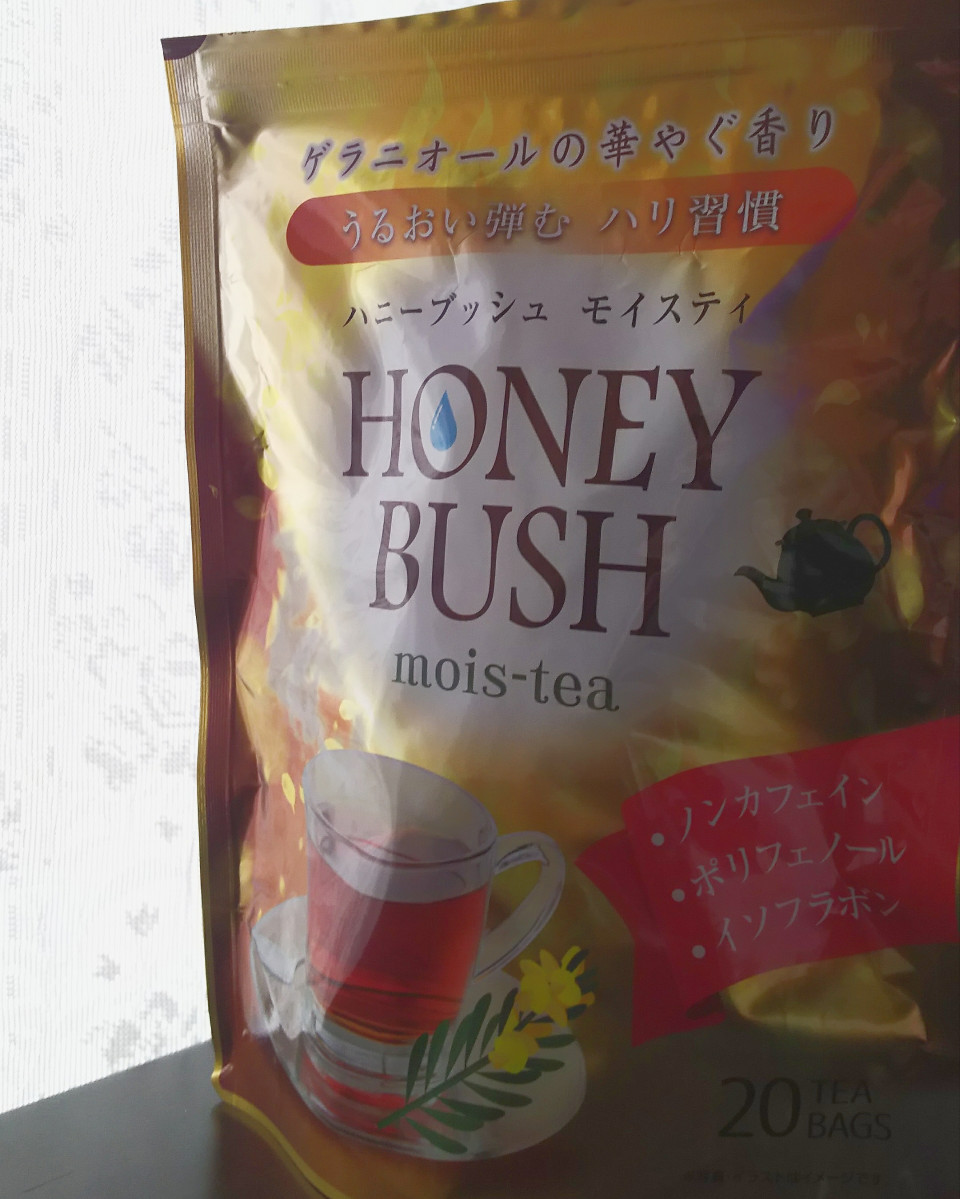 ゲラニオールの華やぐ香り
うるおい弾む ハリ習慣
ハニーブッシュ モイスティ
HONEY
BUSH
mois-tea
・ノンカフェイン
・ポリフェノール
・イソフラボン
20 TEA
BAGS